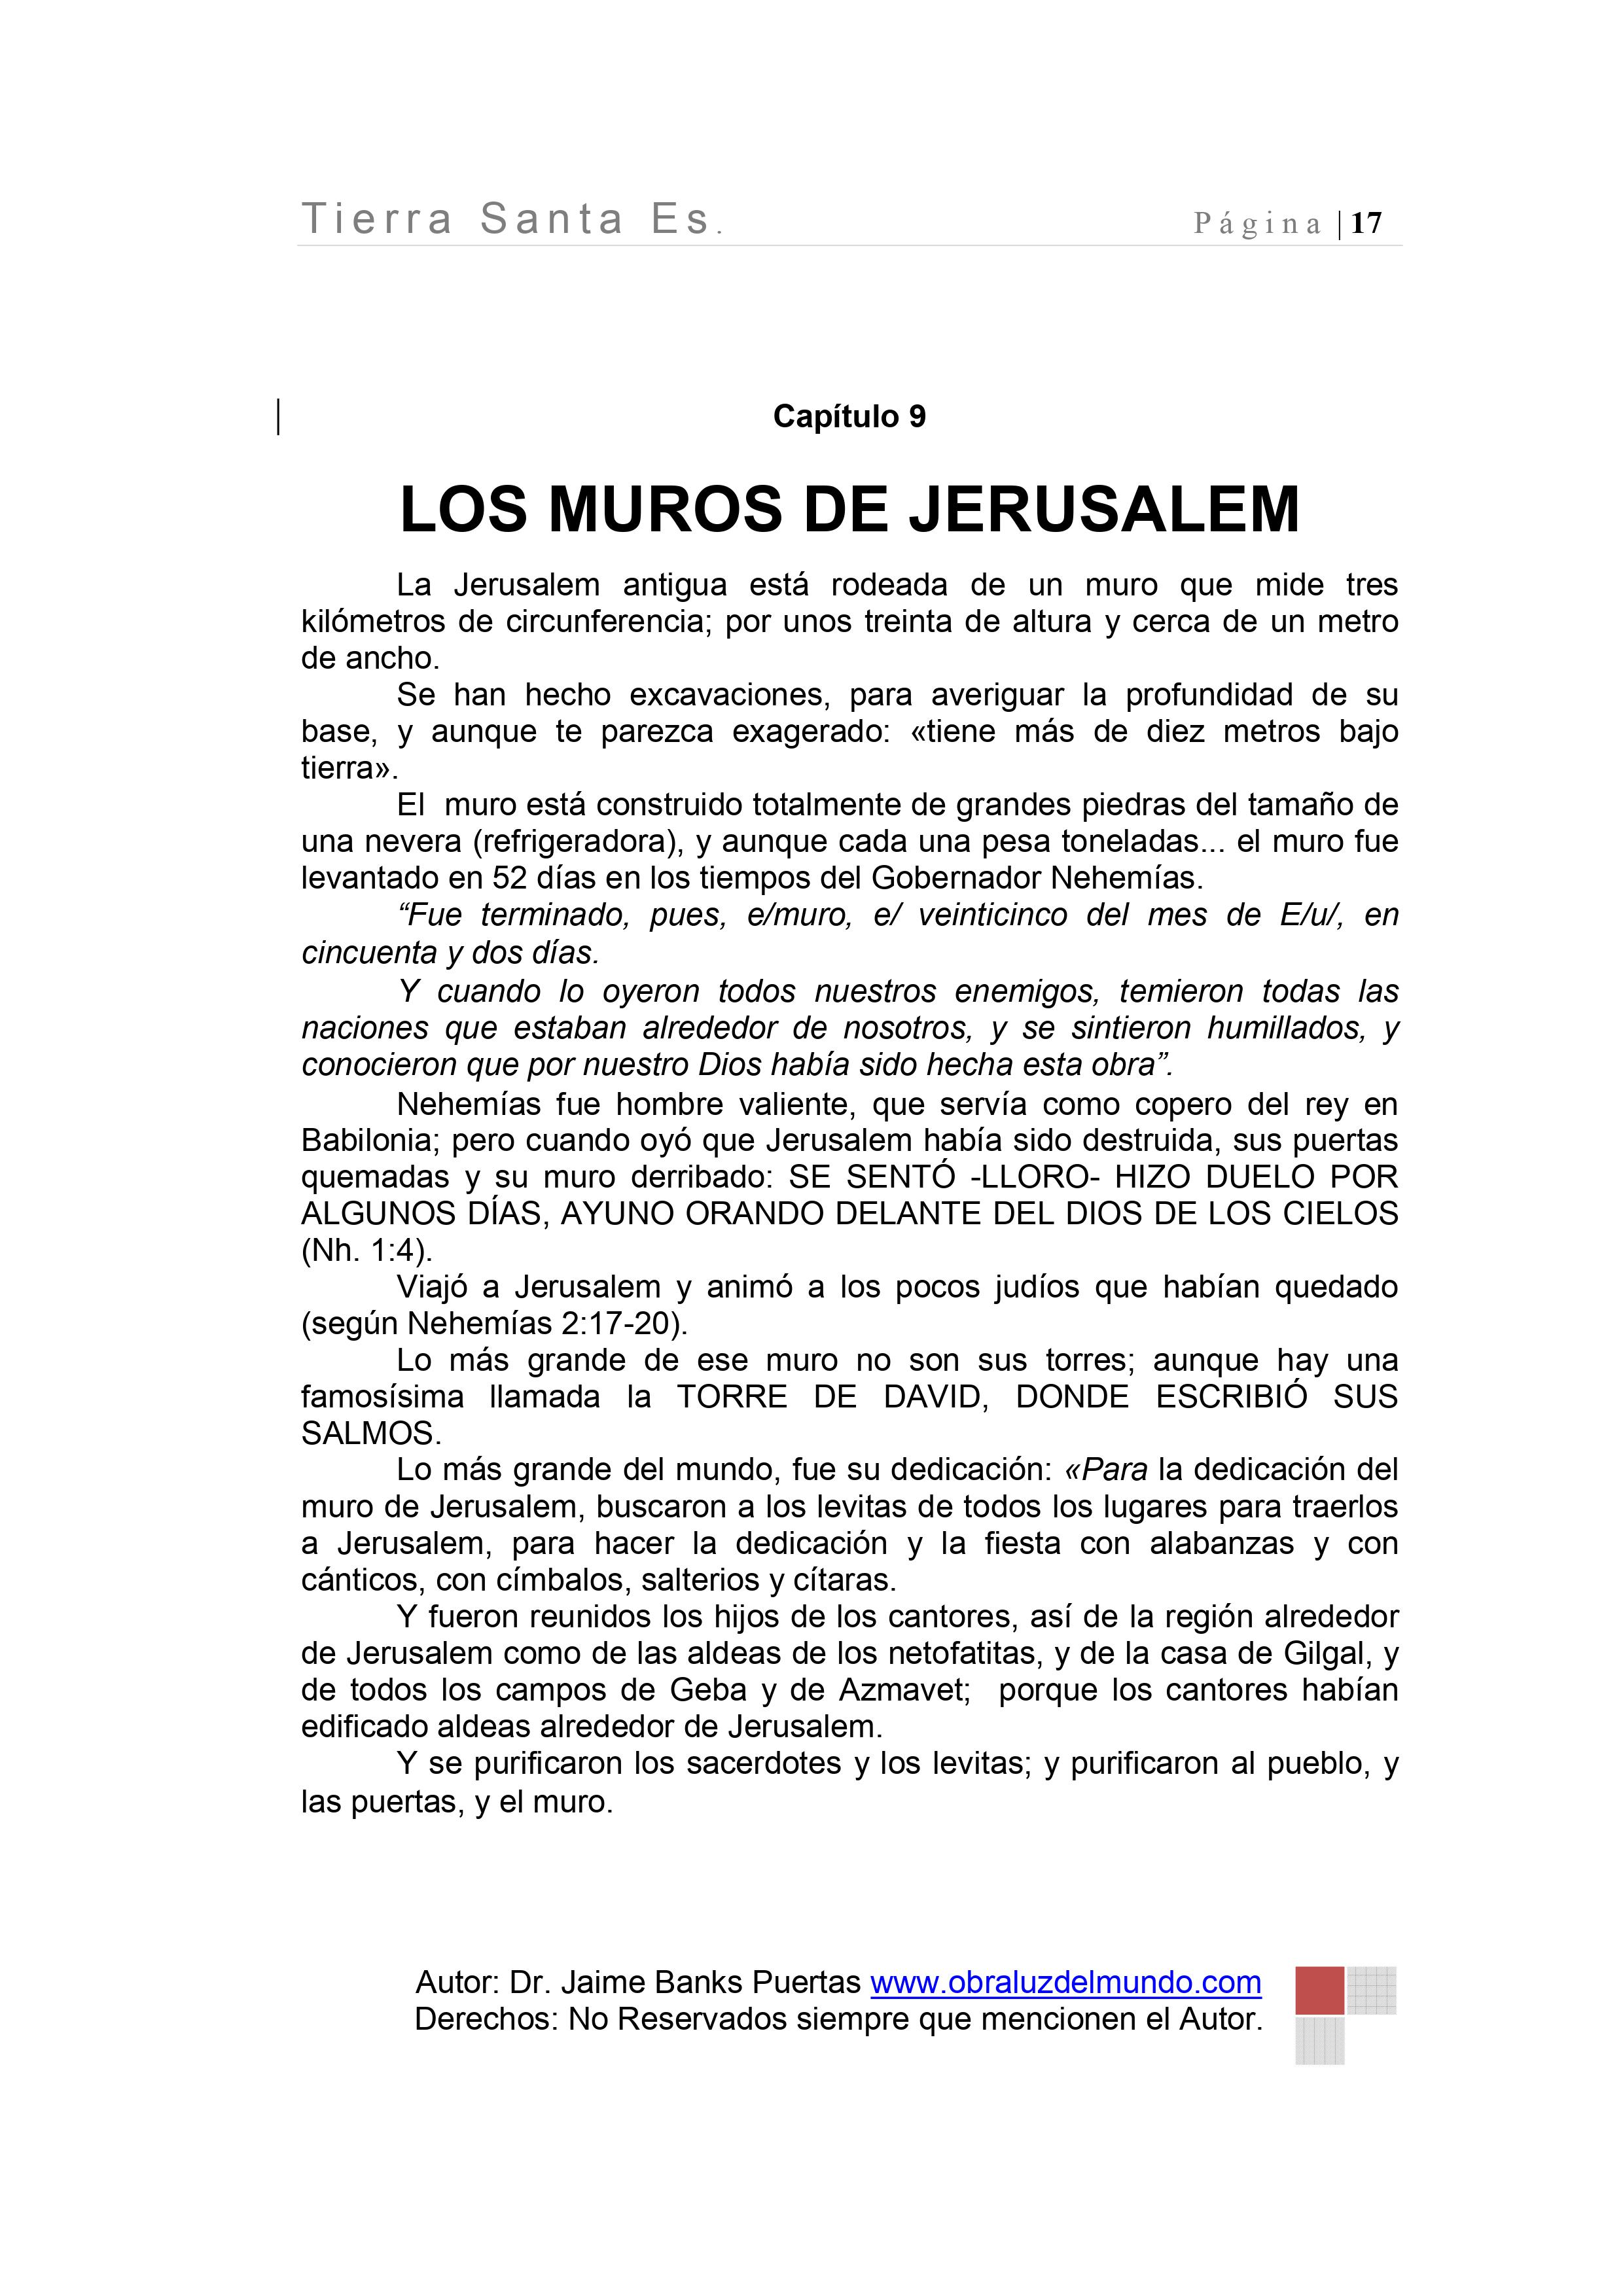 Tierra Santa Es. Página | 17
Capítulo 9
LOS MUROS DE JERUSALEM
La Jerusalem antigua está rodeada de un muro que mide tres
kilómetros de circunferencia; por unos treinta de altura y cerca de un metro
de ancho.
Se han hecho excavaciones, para averiguar la profundidad de su
base, y aunque te parezca exagerado: «tiene más de diez metros bajo
tierra».
El muro está construido totalmente de grandes piedras del tamaño de
una nevera (refrigeradora), y aunque cada una pesa toneladas... el muro fue
levantado en 52 días en los tiempos del Gobernador Nehemías.
“Fue terminado, pues, e/muro, e/ veinticinco del mes de E/u/, en
cincuenta y dos días.
Y cuando lo oyeron todos nuestros enemigos, temieron todas las
naciones que estaban alrededor de nosotros, y se sintieron humillados, y
conocieron que por nuestro Dios había sido hecha esta obra”.
Nehemías fue hombre valiente, que servía como copero del rey en
Babilonia; pero cuando oyó que Jerusalem había sido destruida, sus puertas
quemadas y su muro derribado: SE SENTÓ -LLORO- HIZO DUELO POR
ALGUNOS DÍAS, AYUNO ORANDO DELANTE DEL DIOS DE LOS CIELOS
(Nh. 1:4).
Viajó a Jerusalem y animó a los pocos judíos que habían quedado
(según Nehemías 2:17-20).
Lo más grande de ese muro no son sus torres; aunque hay una
famosísima llamada la TORRE DE DAVID, DONDE ESCRIBIÓ SUS
SALMOS.
Lo más grande del mundo, fue su dedicación: «Para la dedicación del
muro de Jerusalem, buscaron a los levitas de todos los lugares para traerlos
a Jerusalem, para hacer la dedicación y la fiesta con alabanzas y con
cánticos, con címbalos, salterios y cítaras.
Y fueron reunidos los hijos de los cantores, así de la región alrededor
de Jerusalem como de las aldeas de los netofatitas, y de la casa de Gilgal, y
de todos los campos de Geba y de Azmavet; porque los cantores habían
edificado aldeas alrededor de Jerusalem.
Y se purificaron los sacerdotes y los levitas; y purificaron al pueblo, y
las puertas, y el muro.
Autor: Dr. Jaime Banks Puertas www.obraluzdelmundo.com
Derechos: No Reservados siempre que mencionen el Autor.